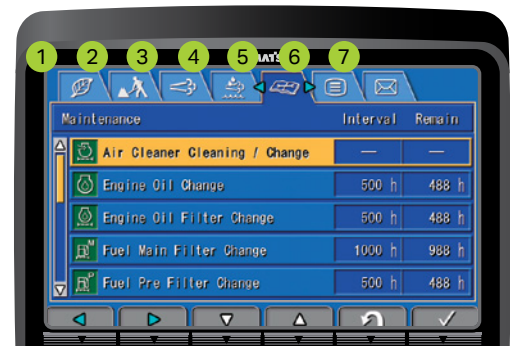 1 2 3 4 5 6 7
Maintenance Interval Remain
Air Cleaner Cleaning / Change — —
Engine Oil Change 500 h 488 h
Engine Oil Filter Change 500 h 488 h
M Fuel Main Filter Change 1000 h 988 h
P Fuel Pre Filter Change 500 h 488 h